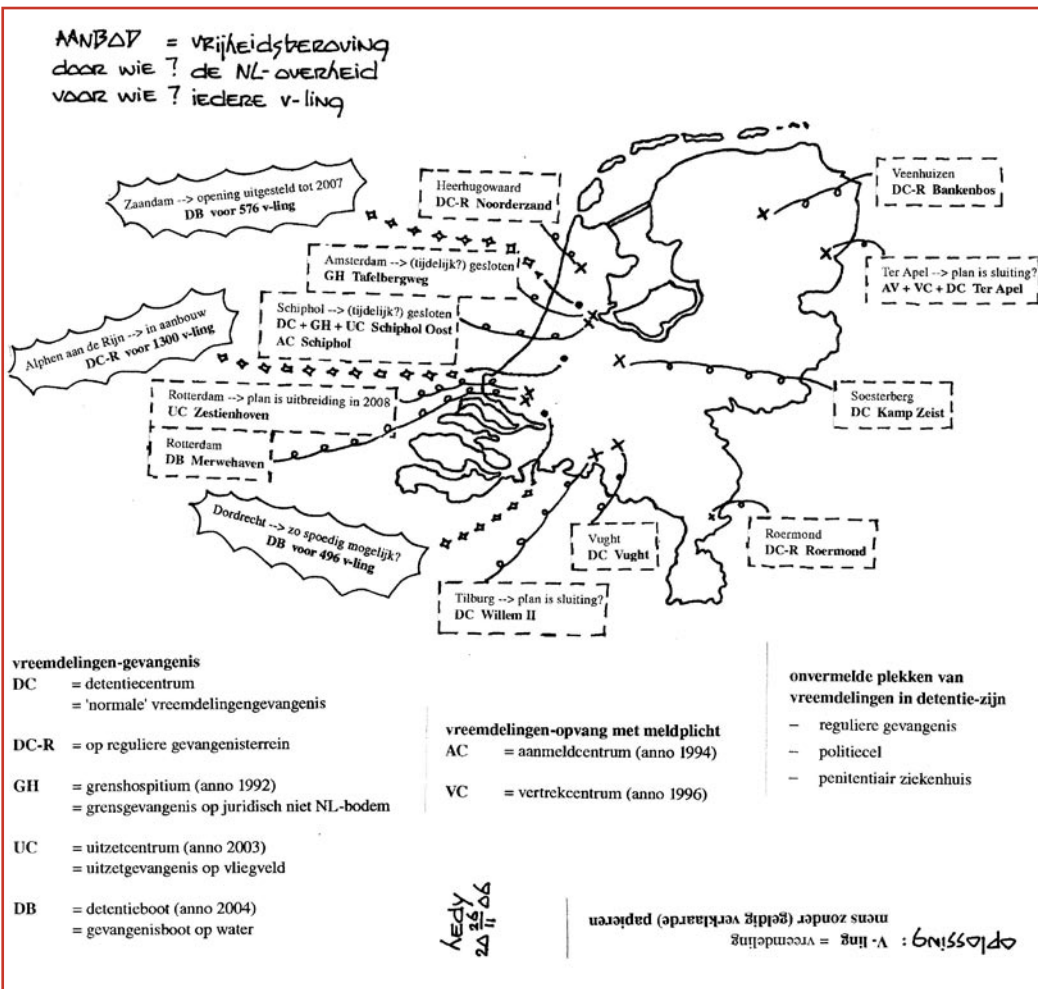 AANBOD = VRIJHEIDSBEROVING
DOOR WIE ? DE NL-OVERHEID
VOOR WIE ? IEDERE V-LING
Zaandam --> opening uitgesteld tot 2007
DB voor 576 v-ling
Heerhugowaard
DC-R Noorderzand
Veenhuizen
DC-R Bankenbos
Amsterdam --> (tijdelijk?) gesloten
GH Tafelbergweg
Ter Apel --> plan is sluiting?
AV + VC + DC Ter Apel
Schiphol --> (tijdelijk?) gesloten
DC + GH + UC Schiphol Oost
AC Schiphol
Alphen aan de Rijn --> in aanbouw
DC-R voor 1300 v-ling
Rotterdam --> plan is uitbreiding in 2008
UC Zestienhoven
Soesterberg
DC Kamp Zeist
Rotterdam
DB Merwehaven
Dordrecht --> zo spoedig mogelijk?
DB voor 496 v-ling
Vught
DC Vught
Roermond
DC-R Roermond
Tilburg --> plan is sluiting?
DC Willem II
vreemdelingen-gevangenis
DC = detentiecentrum
= 'normale' vreemdelingengevangenis
DC-R = op reguliere gevangenisterrein
GH = grenshospitium (anno 1992)
= grensgevangenis op juridisch niet NL-bodem
UC = uitzetcentrum (anno 2003)
= uitzetgevangenis op vliegveld
DB = detentieboot (anno 2004)
= gevangenisboot op water
vreemdelingen-opvang met meldplicht
AC = aanmeldcentrum (anno 1994)
VC = vertrekcentrum (anno 1996)
onvermelde plekken van
vreemdelingen in detentie-zijn
– reguliere gevangenis
– politiecel
– penitentiair ziekenhuis
HEDY
26
20 11 06
OPLOSSING: V- ling = vreemdeling
mens zonder (geldig verklaarde) papieren